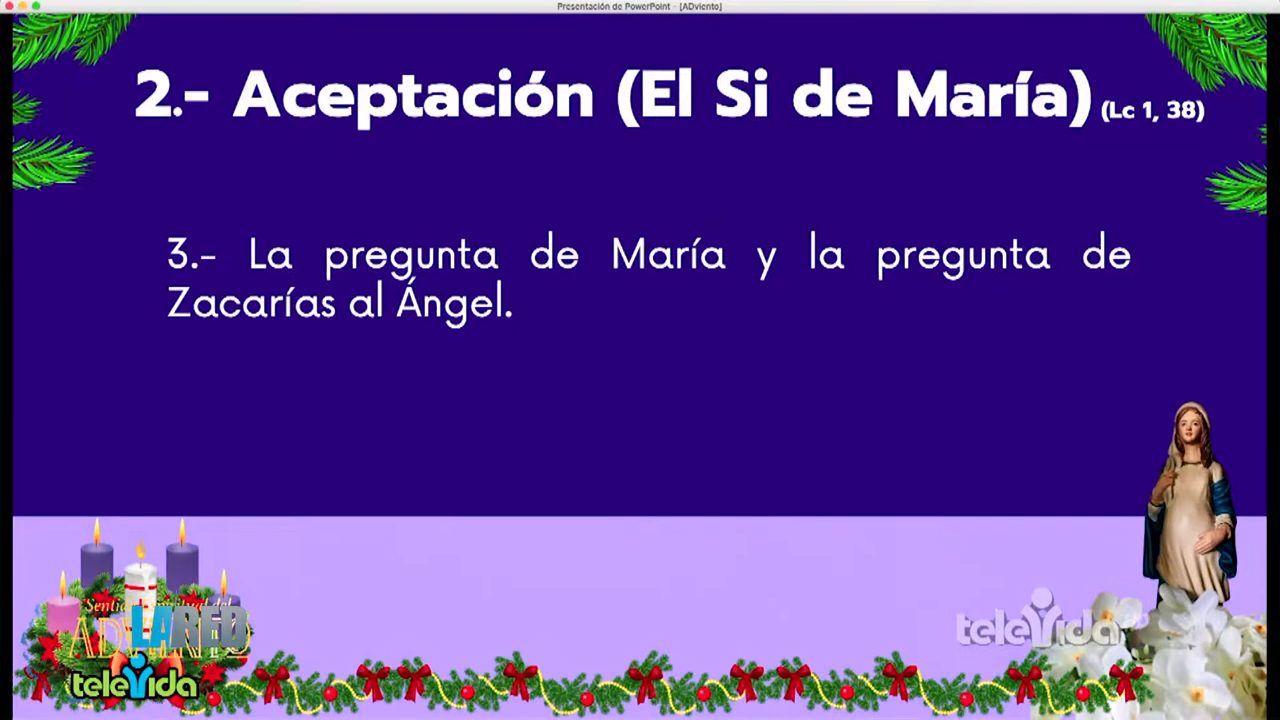 Presentación de PowerPoint - [ADviento]
2.- Aceptación (El Si de María) (Lc 1, 38)
3.- La pregunta de María y la pregunta de
Zacarías al Ángel.
LARED
televida
televida